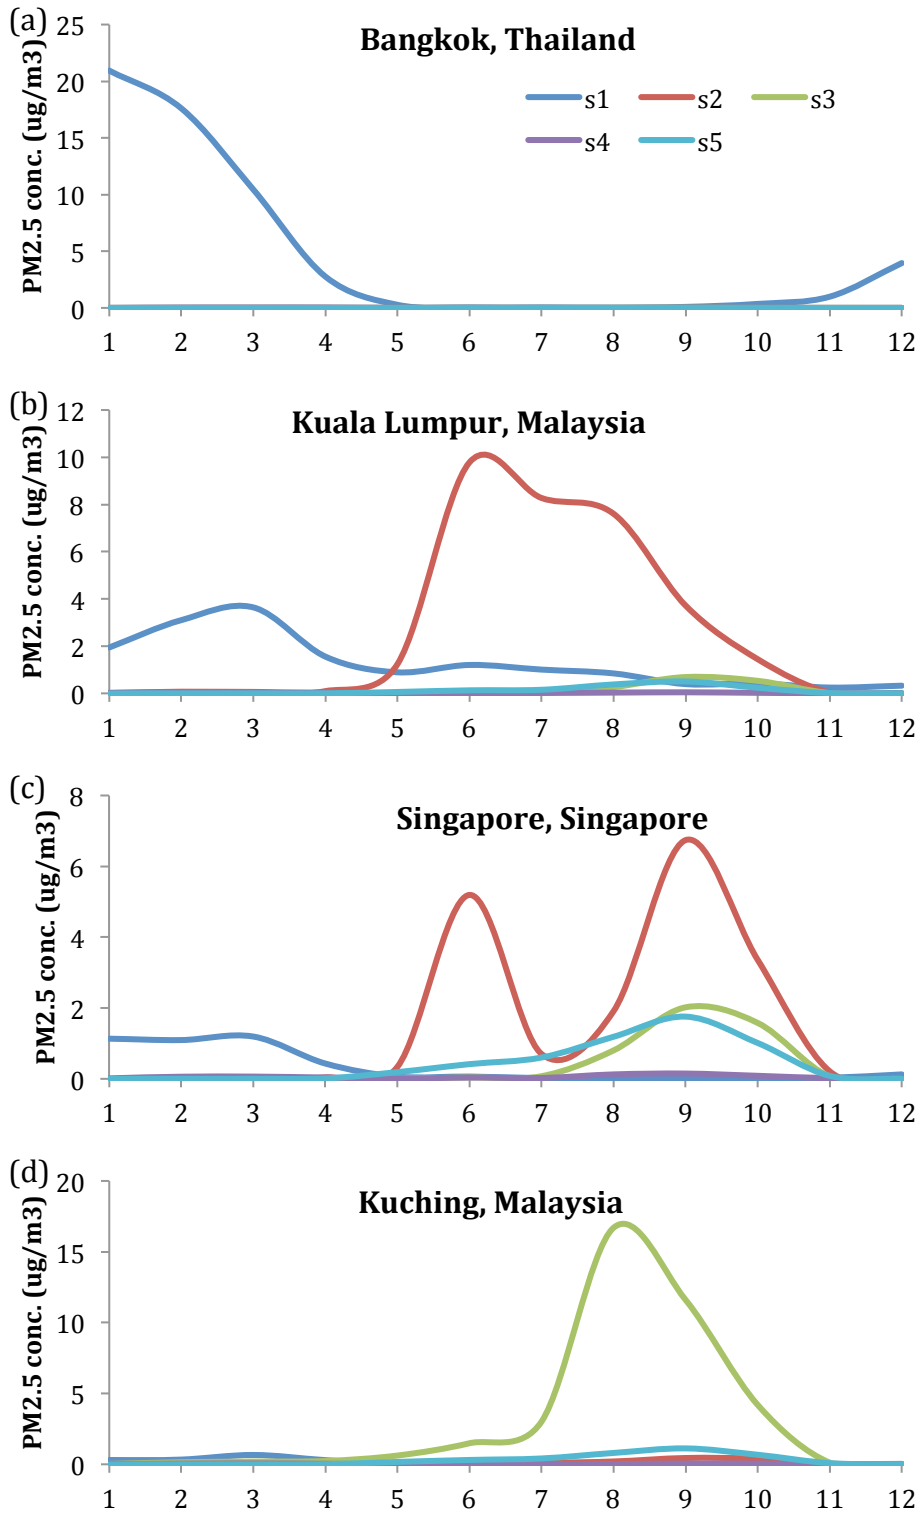 (a)
Bangkok, Thailand
PM2.5 conc. (ug/m3)
25
20
15
10
5
0
s1 s2 s3
s4 s5
1 2 3 4 5 6 7 8 9 10 11 12
(b)
Kuala Lumpur, Malaysia
PM2.5 conc. (ug/m3)
12
10
8
6
4
2
0
1 2 3 4 5 6 7 8 9 10 11 12
(c)
Singapore, Singapore
PM2.5 conc. (ug/m3)
8
6
4
2
0
1 2 3 4 5 6 7 8 9 10 11 12
(d)
Kuching, Malaysia
PM2.5 conc. (ug/m3)
20
15
10
5
0
1 2 3 4 5 6 7 8 9 10 11 12